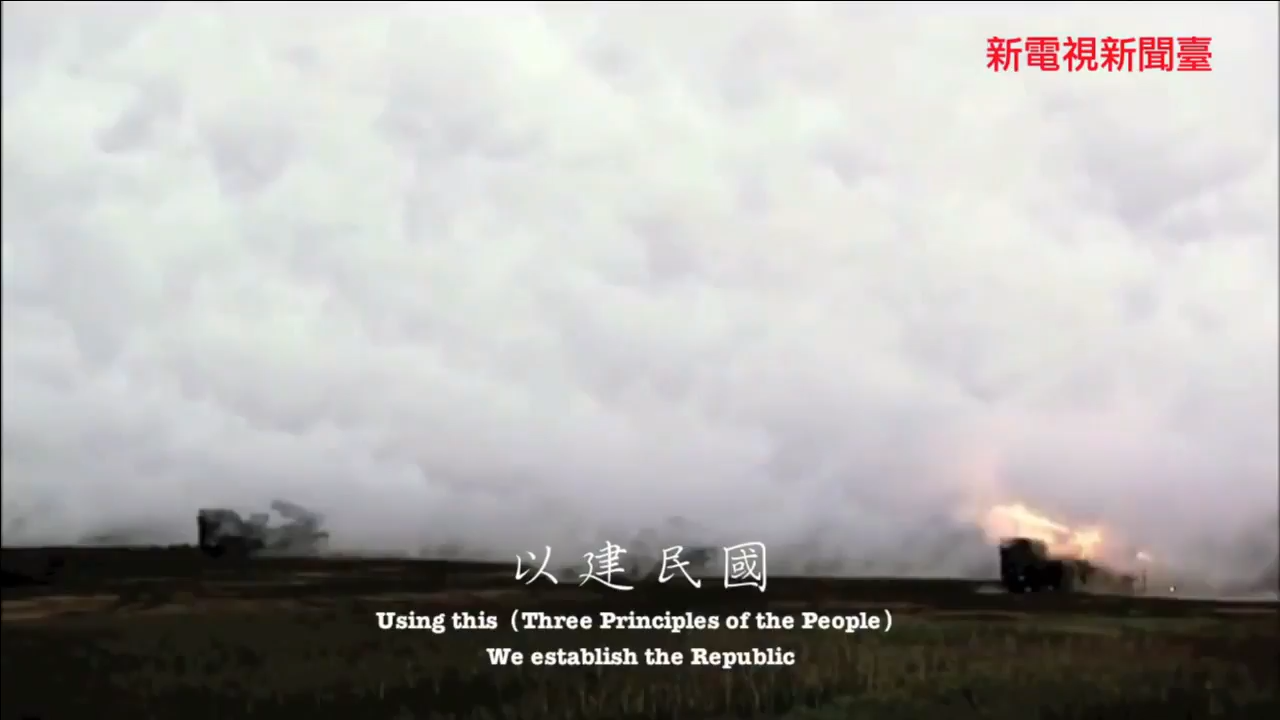 新電視新聞臺
以建民國
Using this (Three Principles of the People)
We establish the Republic